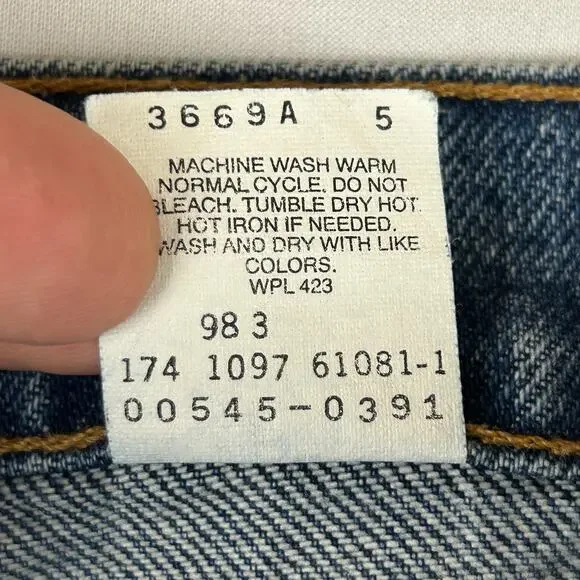 3669A 5
MACHINE WASH WARM
NORMAL CYCLE. DO NOT
BLEACH. TUMBLE DRY HOT.
HOT IRON IF NEEDED.
WASH AND DRY WITH LIKE
COLORS.
WPL 423
98 3
174 1097 61081-1
00545-0391